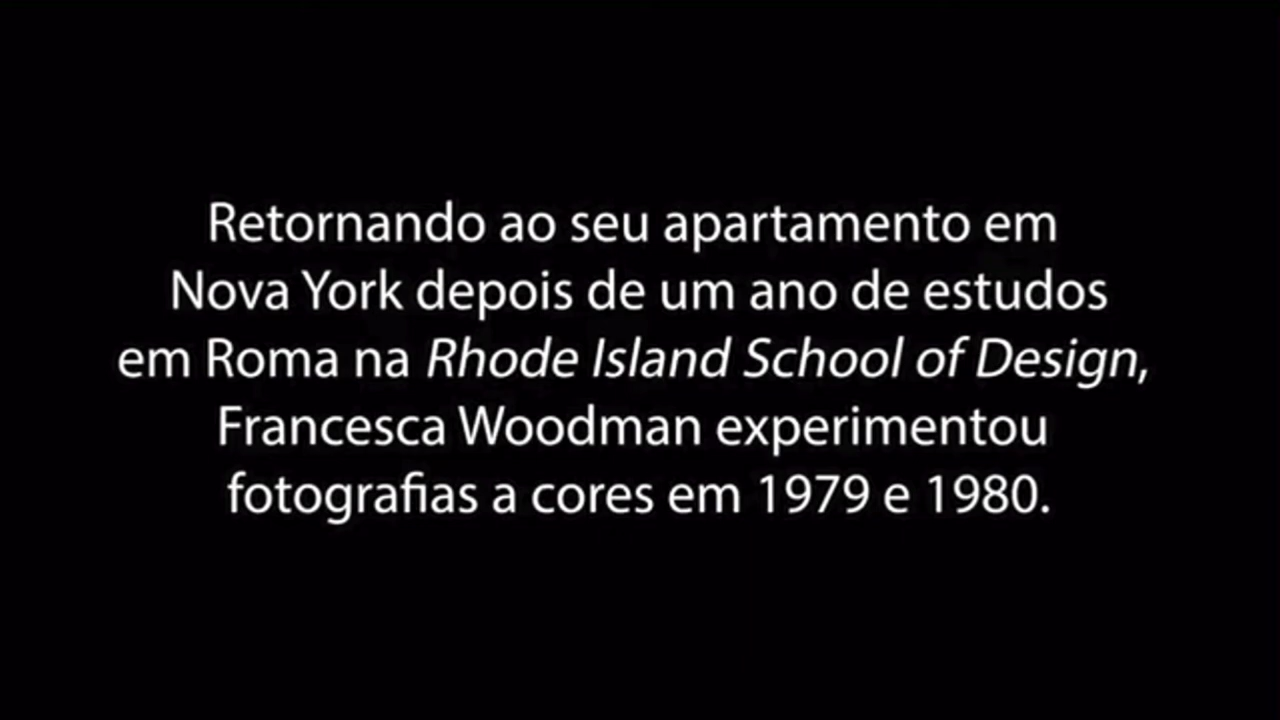 Retornando ao seu apartamento em
Nova York depois de um ano de estudos
em Roma na Rhode Island School of Design,
Francesca Woodman experimentou
fotografias a cores em 1979 e 1980.